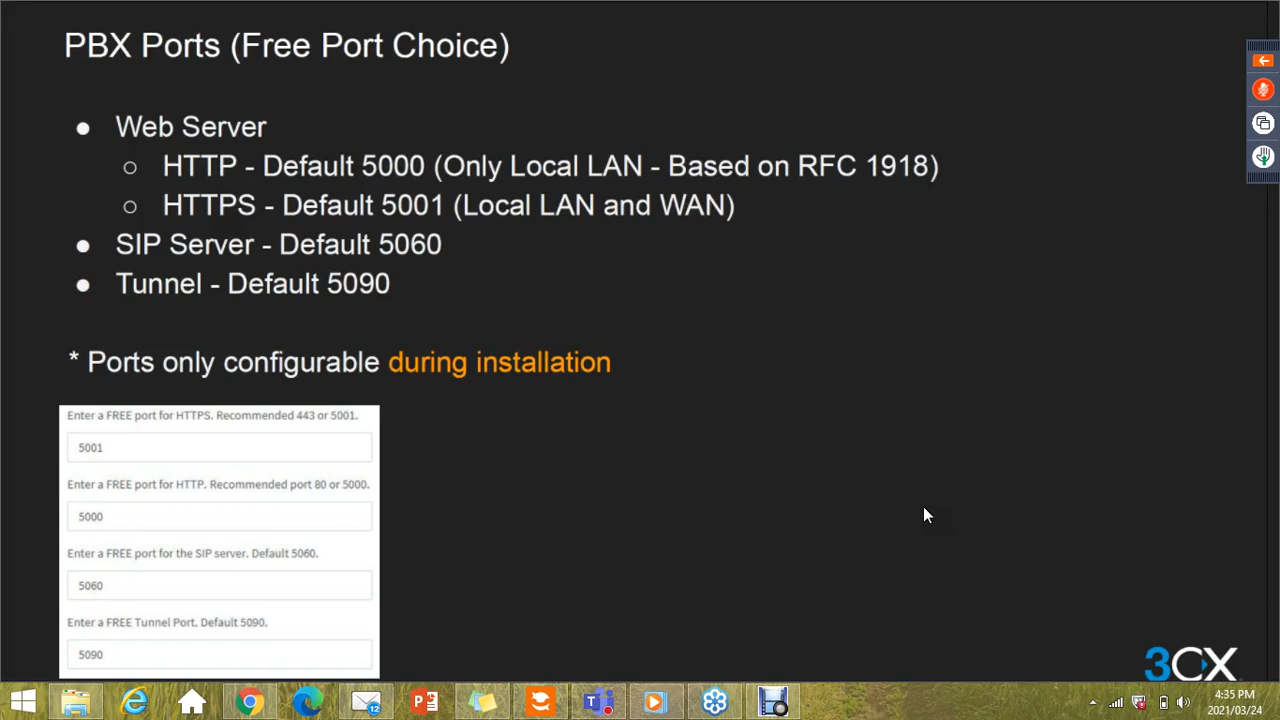 PBX Ports (Free Port Choice)
● Web Server
○ HTTP - Default 5000 (Only Local LAN - Based on RFC 1918)
○ HTTPS - Default 5001 (Local LAN and WAN)
● SIP Server - Default 5060
● Tunnel - Default 5090
* Ports only configurable during installation
Enter a FREE port for HTTPS. Recommended 443 or 5001.
5001
Enter a FREE port for HTTP. Recommended port 80 or 5000.
5000
Enter a FREE port for the SIP server. Default 5060.
5060
Enter a FREE Tunnel Port. Default 5090.
5090
3CX
12
4:35 PM
2021/03/24